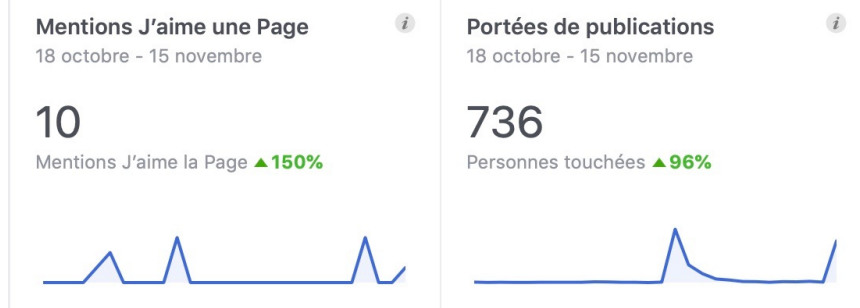 Mentions J’aime une Page
18 octobre - 15 novembre
10
Mentions J’aime la Page ▲150%
Portées de publications
18 octobre - 15 novembre
736
Personnes touchées ▲96%